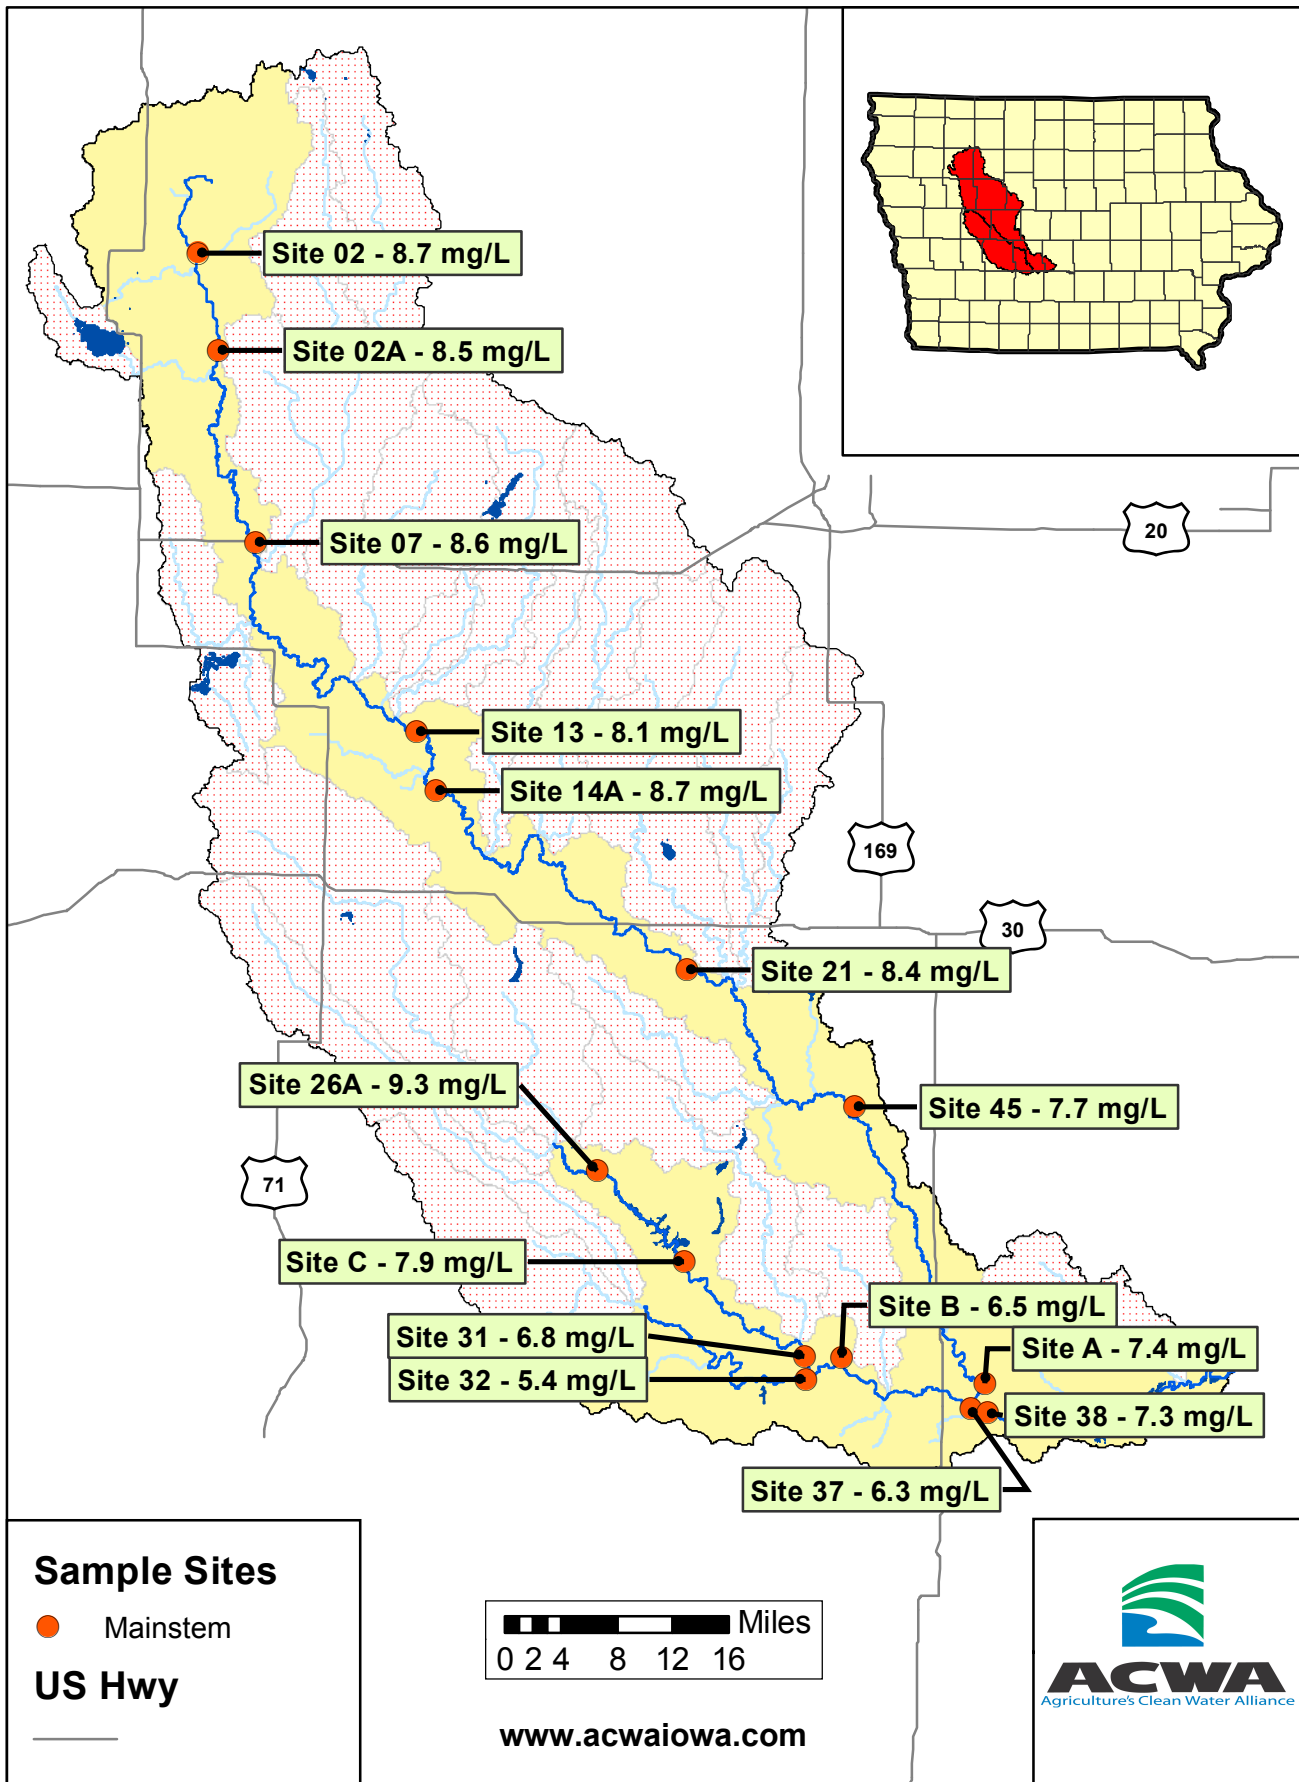 Site 02 - 8.7 mg/L
Site 02A - 8.5 mg/L
20
Site 07 - 8.6 mg/L
Site 13 - 8.1 mg/L
Site 14A - 8.7 mg/L
169
30
Site 21 - 8.4 mg/L
Site 26A - 9.3 mg/L
Site 45 - 7.7 mg/L
71
Site C - 7.9 mg/L
Site B - 6.5 mg/L
Site 31 - 6.8 mg/L
Site A - 7.4 mg/L
Site 32 - 5.4 mg/L
Site 38 - 7.3 mg/L
Site 37 - 6.3 mg/L
Sample Sites
Mainstem
US Hwy
Miles
0 2 4 8 12 16
www.acwaiowa.com
ACWA
Agriculture's Clean Water Alliance